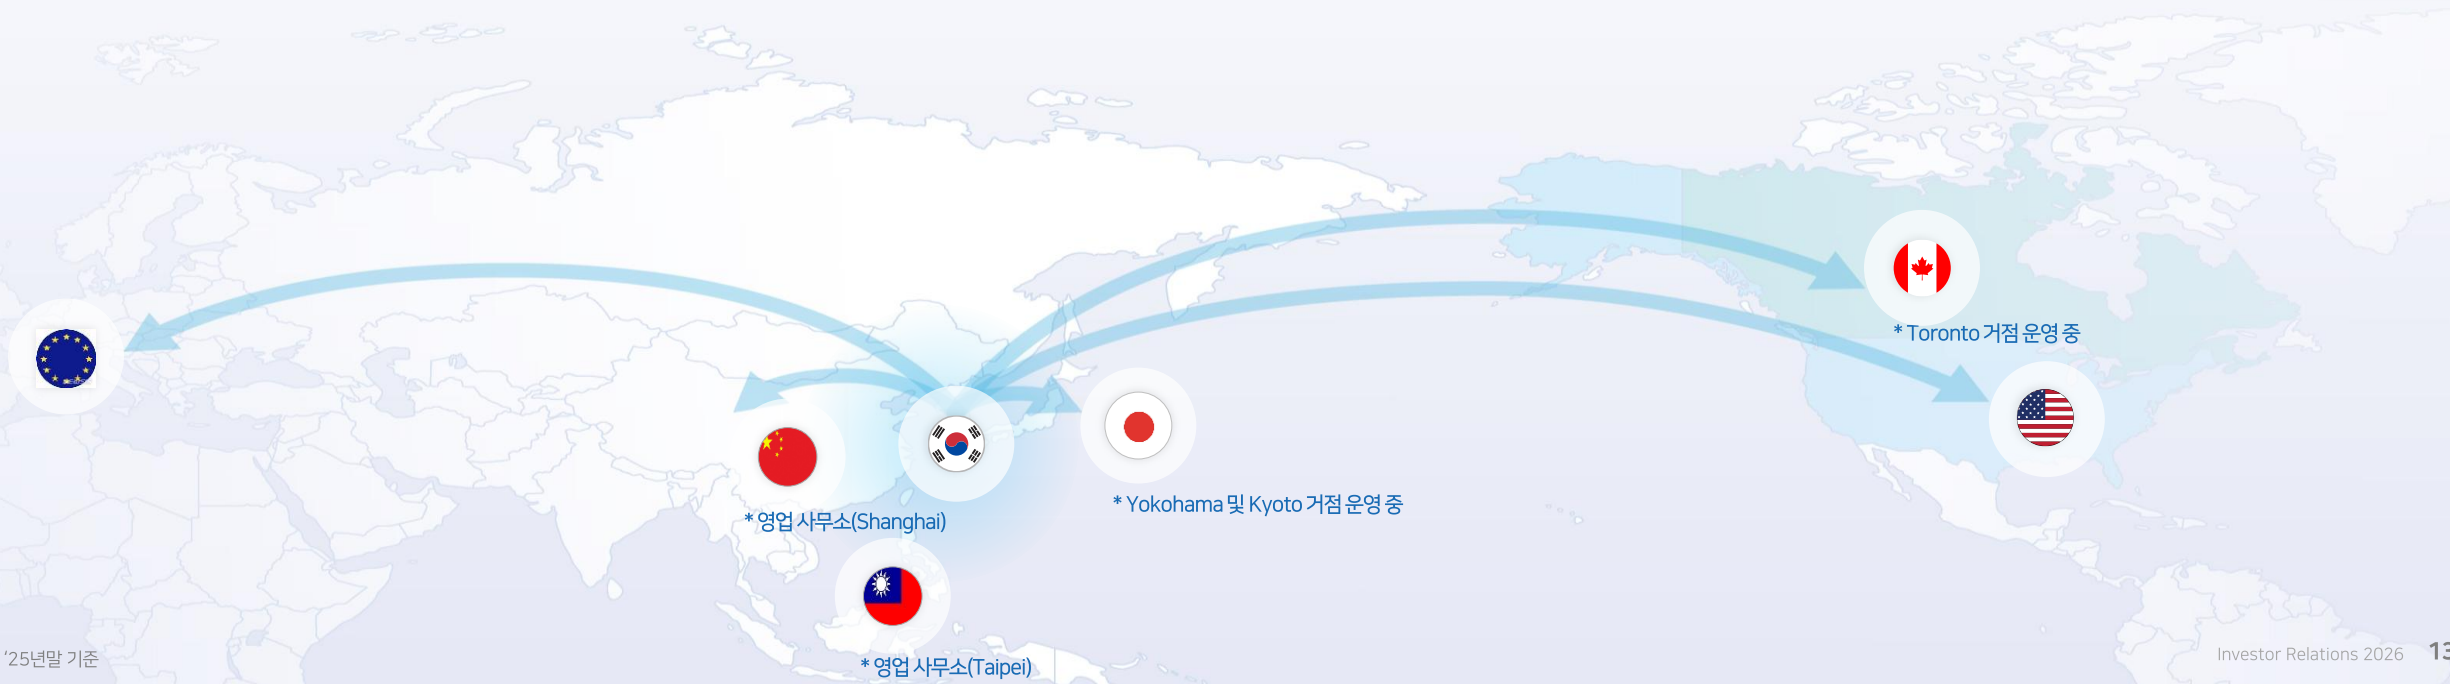 * Toronto 거점 운영 중
* Yokohama 및 Kyoto 거점 운영 중
* 영업 사무소(Shanghai)
* 영업 사무소(Taipei)
‘25년말 기준
Investor Relations 2026 13